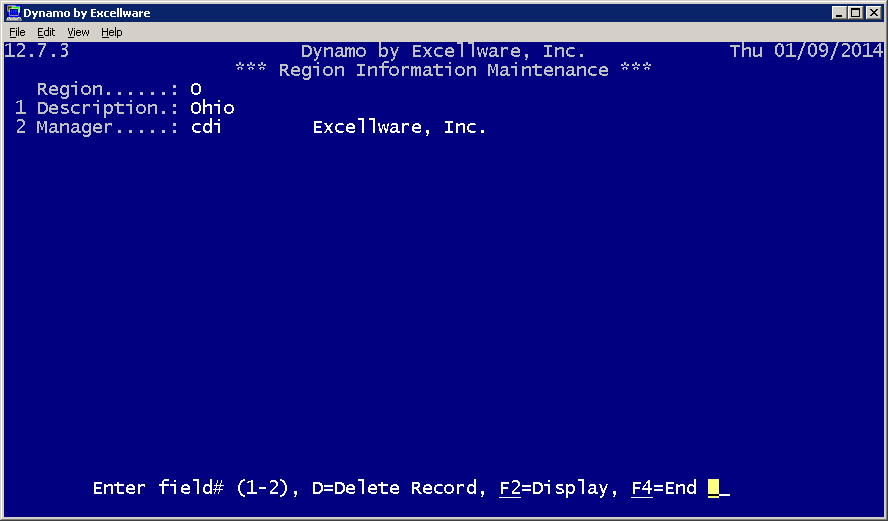 Dynamo by Excellware
File Edit View Help
12.7.3 Dynamo by Excellware, Inc. Thu 01/09/2014
*** Region Information Maintenance ***
Region......: O
1 Description.: Ohio
2 Manager.....: cdi Excellware, Inc.
Enter field# (1-2), D=Delete Record, F2=Display, F4=End